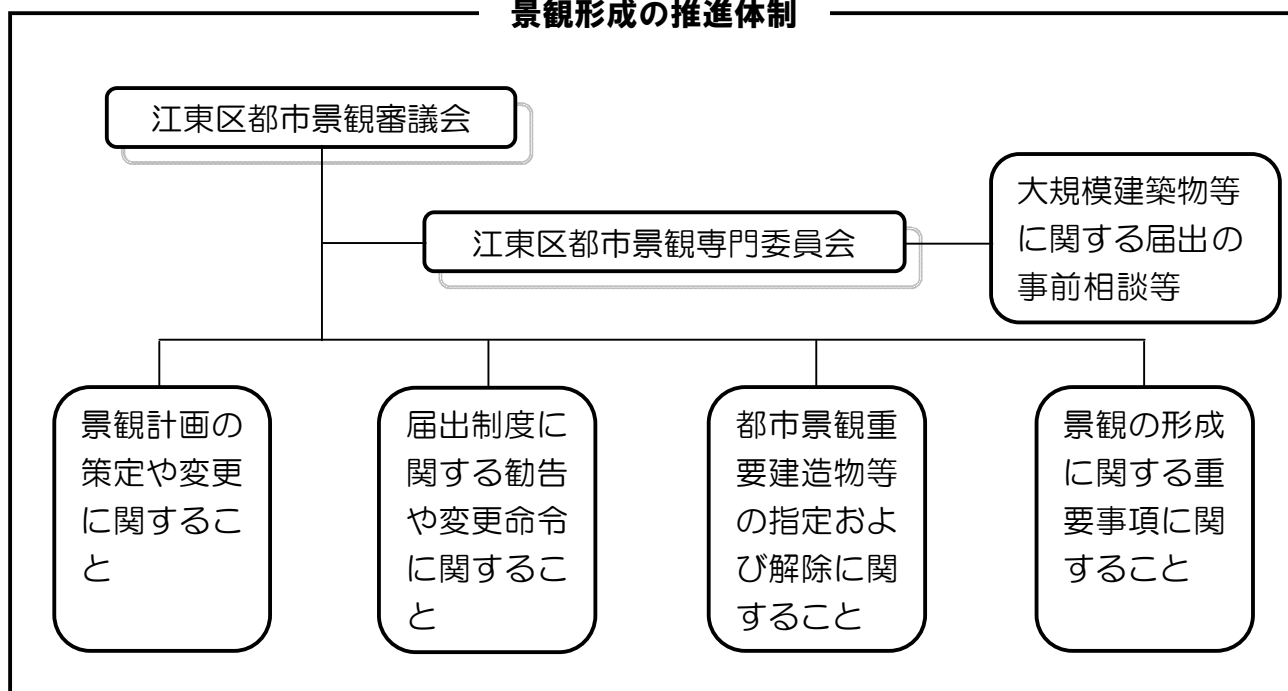 景観形成の推進体制
江東区都市景観審議会
江東区都市景観専門委員会
大規模建築物等
に関する届出の
事前相談等
景観計画の
策定や変更
に関するこ
と
届出制度に
関する勧告
や変更命令
に関するこ
と
都市景観重
要建造物等
の指定およ
び解除に関
すること
景観の形成
に関する重
要事項に関
すること